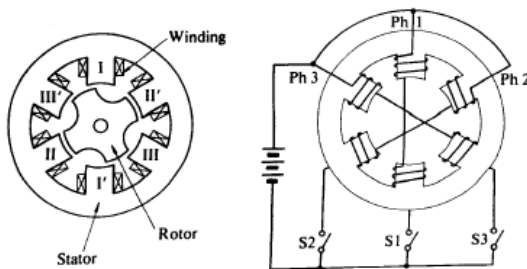 Winding
I
II'
III'
III
II
I'
Rotor
Stator
Ph 1
Ph 3
Ph 2
S2
S1
S3